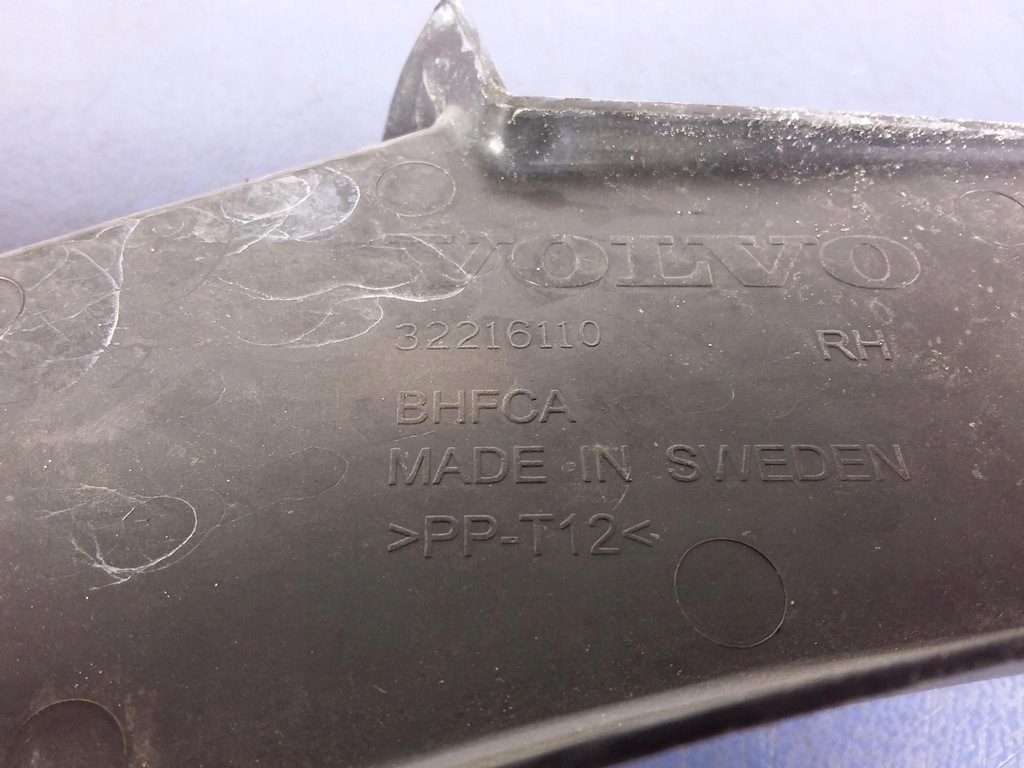 VOLVO
32216110 RH
BHFCA
MADE IN SWEDEN
>PP-T12<